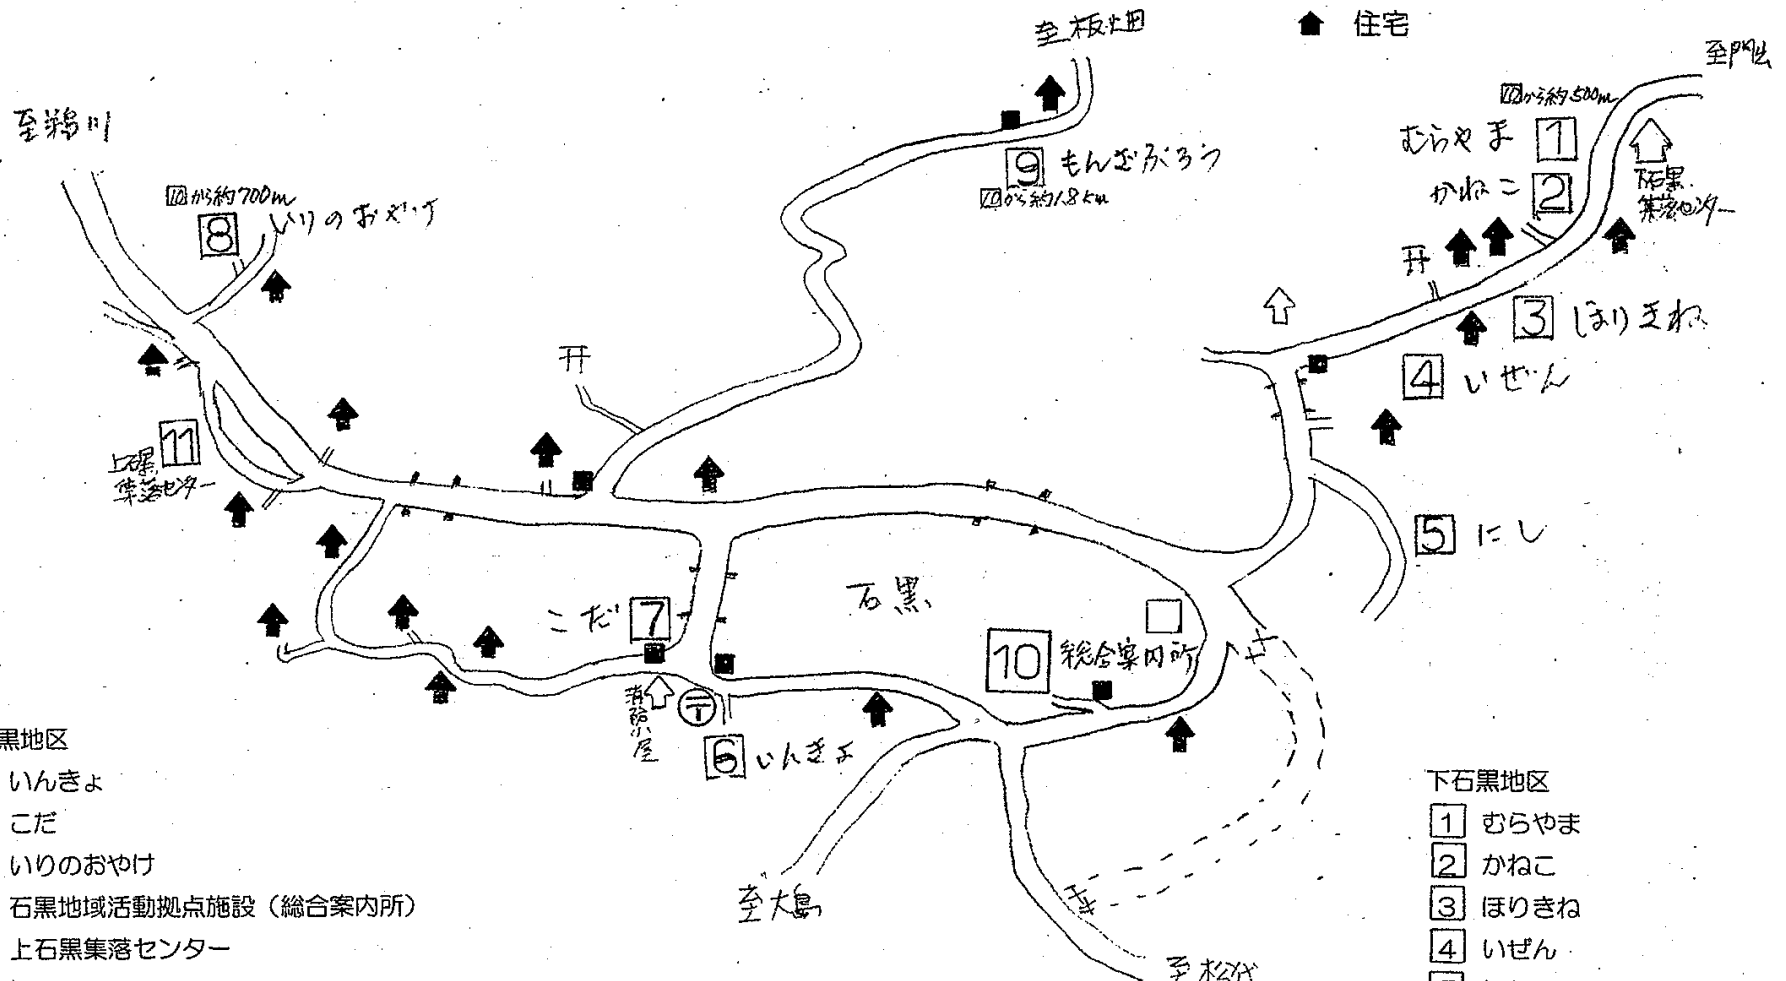 至板畑
住宅
至門出
至鵜川
10から約500m
むらやま 1
かねこ 2
下石黒
集落センター
9 もんざぶろう
10から約1.8km
10から約700m
8 いりのおやけ
3 ほりきね
4 いぜん
11
上石黒
集落センター
5 にし
石黒
こだ 7
10 総合案内所
消防小屋
〒
6 いんきょ
至大島
至松代
黒地区
いんきょ
こだ
いりのおやけ
石黒地域活動拠点施設（総合案内所）
上石黒集落センター
下石黒地区
1 むらやま
2 かねこ
3 ほりきね
4 いぜん